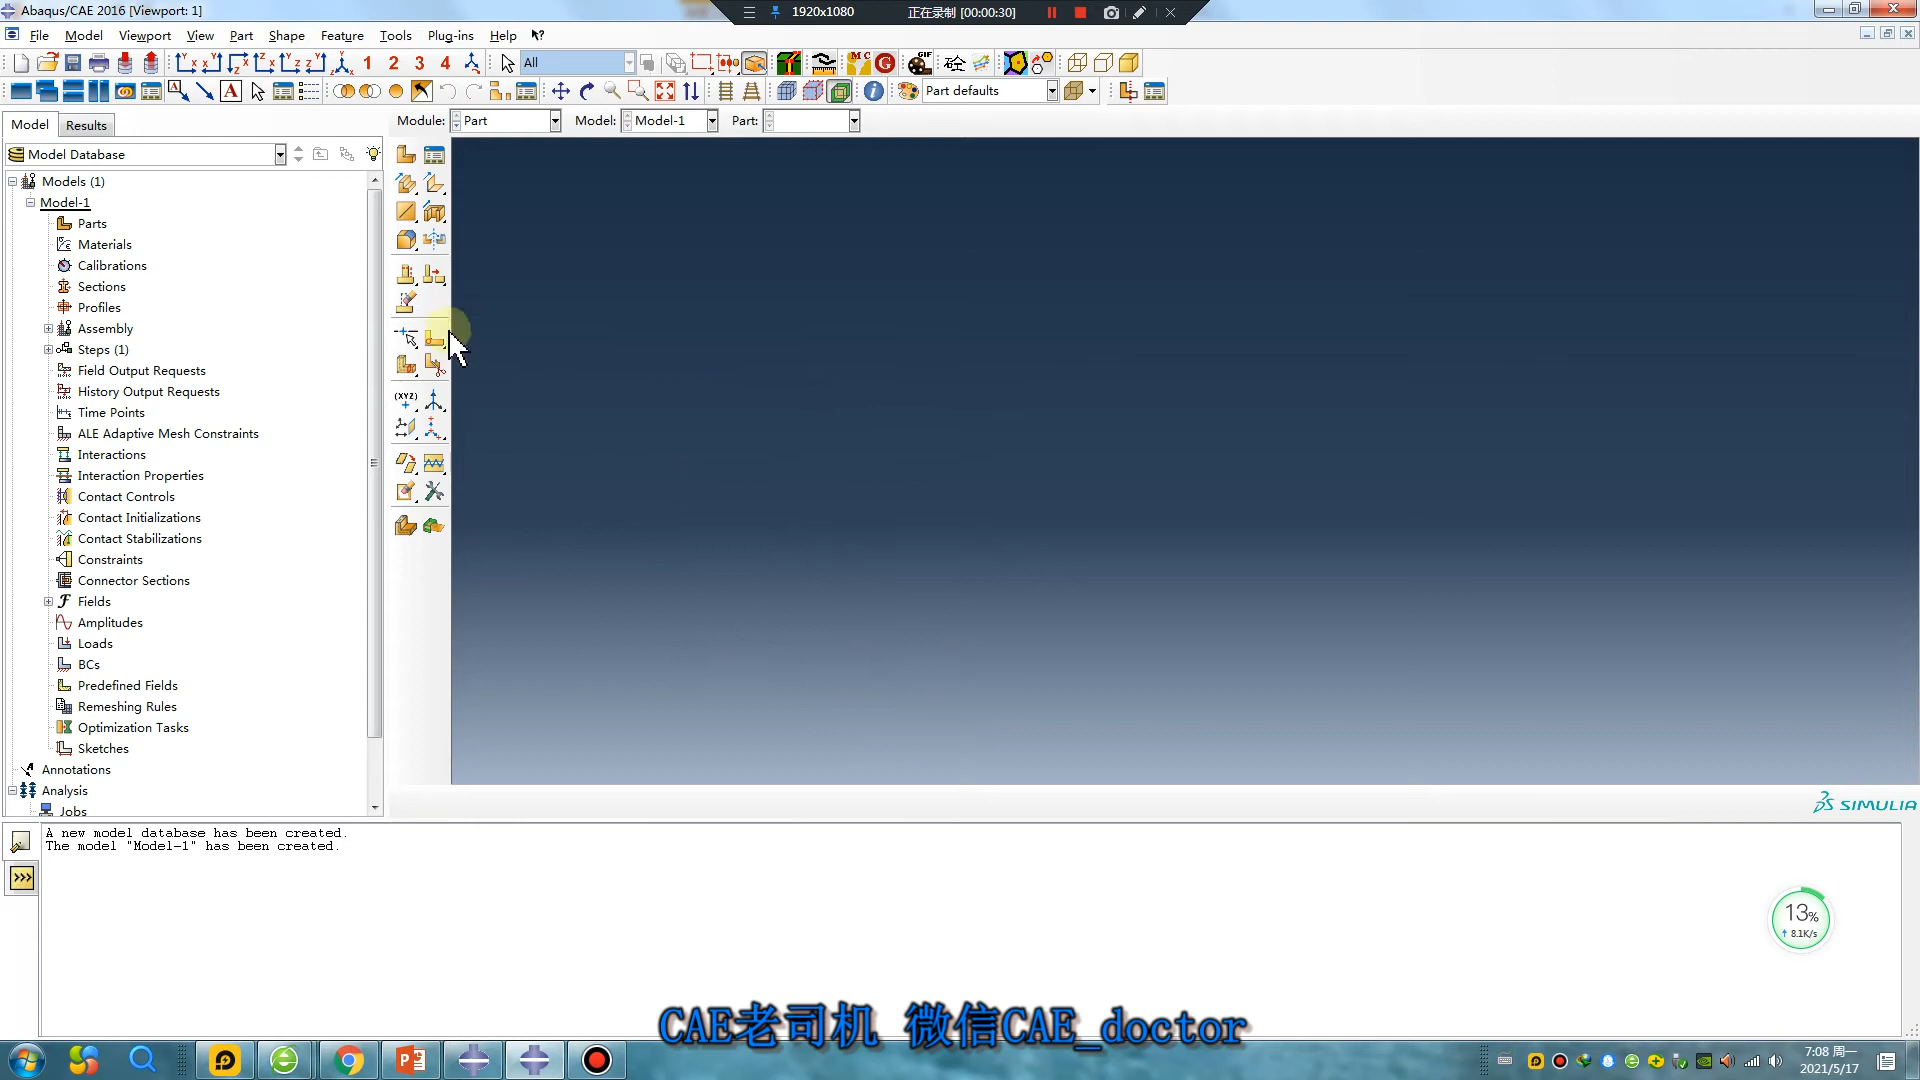 Abaqus/CAE 2016 [Viewport: 1]
1920x1080 正在录制 [00:00:30]
File Model Viewport View Part Shape Feature Tools Plug-ins Help
1 2 3 4 All
Part defaults
Model Results
Module: Part Model: Model-1 Part:
Model Database
Models (1)
Model-1
Parts
Materials
Calibrations
Sections
Profiles
Assembly
Steps (1)
Field Output Requests
History Output Requests
Time Points
ALE Adaptive Mesh Constraints
Interactions
Interaction Properties
Contact Controls
Contact Initializations
Contact Stabilizations
Constraints
Connector Sections
Fields
Amplitudes
Loads
BCs
Predefined Fields
Remeshing Rules
Optimization Tasks
Sketches
Annotations
Analysis
Jobs
(XYZ)
SIMULIA
A new model database has been created.
The model "Model-1" has been created.
13%
8.1K/s
CAE老司机 微信CAE_doctor
7:08 周一
2021/5/17